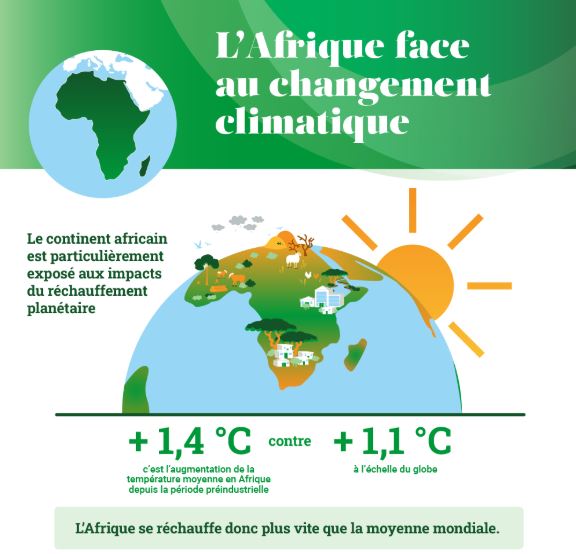 L'Afrique face
au changement
climatique
Le continent africain
est particulièrement
exposé aux impacts
du réchauffement
planétaire
+ 1,4 °C contre + 1,1 °C
c'est l'augmentation de la
température moyenne en Afrique
depuis la période préindustrielle
à l'échelle du globe
L'Afrique se réchauffe donc plus vite que la moyenne mondiale.